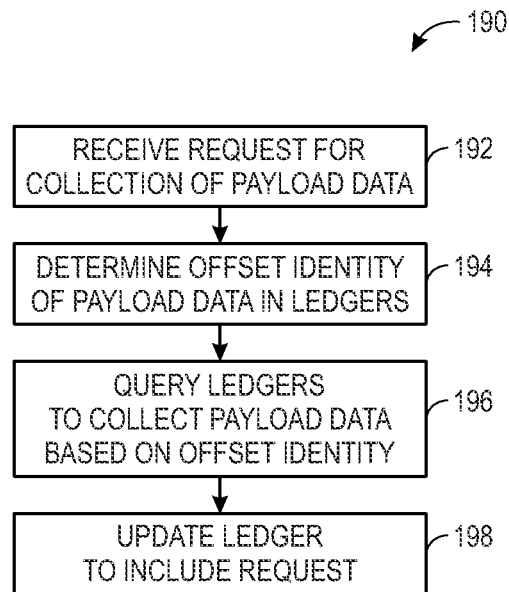 190
RECEIVE REQUEST FOR
COLLECTION OF PAYLOAD DATA
192
DETERMINE OFFSET IDENTITY
OF PAYLOAD DATA IN LEDGERS
194
QUERY LEDGERS
TO COLLECT PAYLOAD DATA
BASED ON OFFSET IDENTITY
196
UPDATE LEDGER
TO INCLUDE REQUEST
198